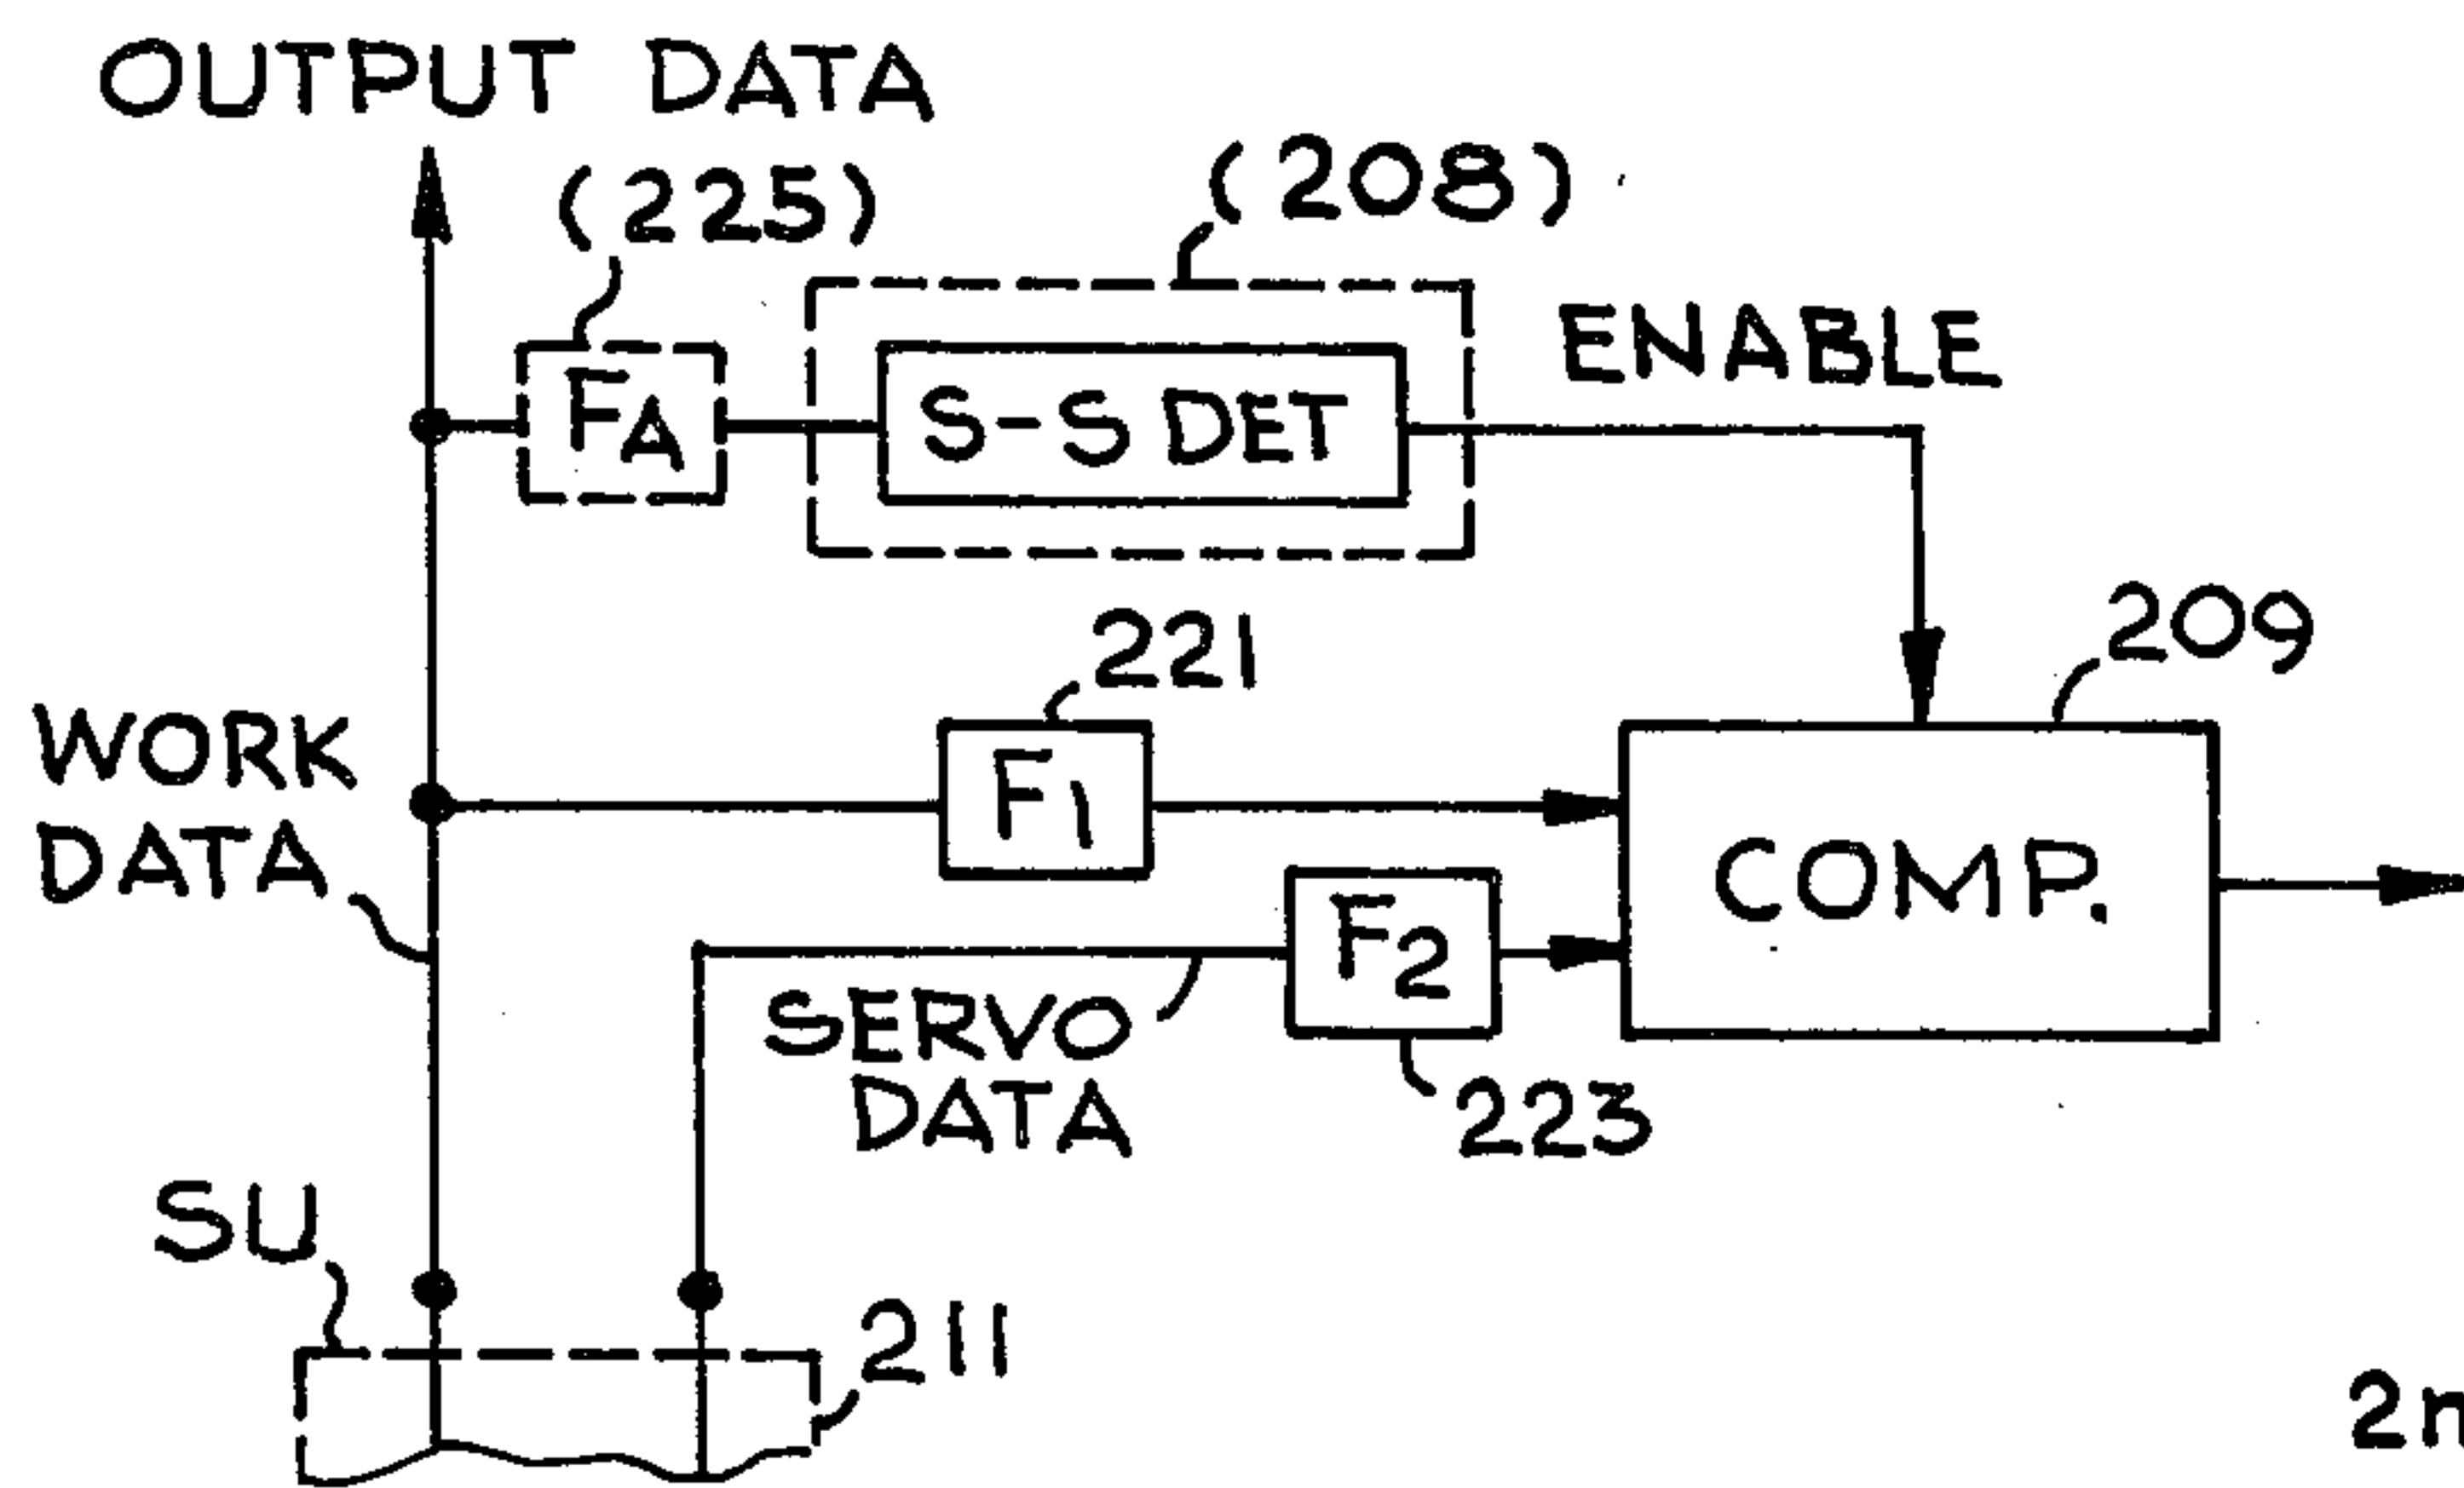 OUTPUT DATA
(225)
(208)
FA
S-S DET
ENABLE
221
209
WORK
DATA
F1
COMP.
F2
SERVO
DATA
223
SU
211